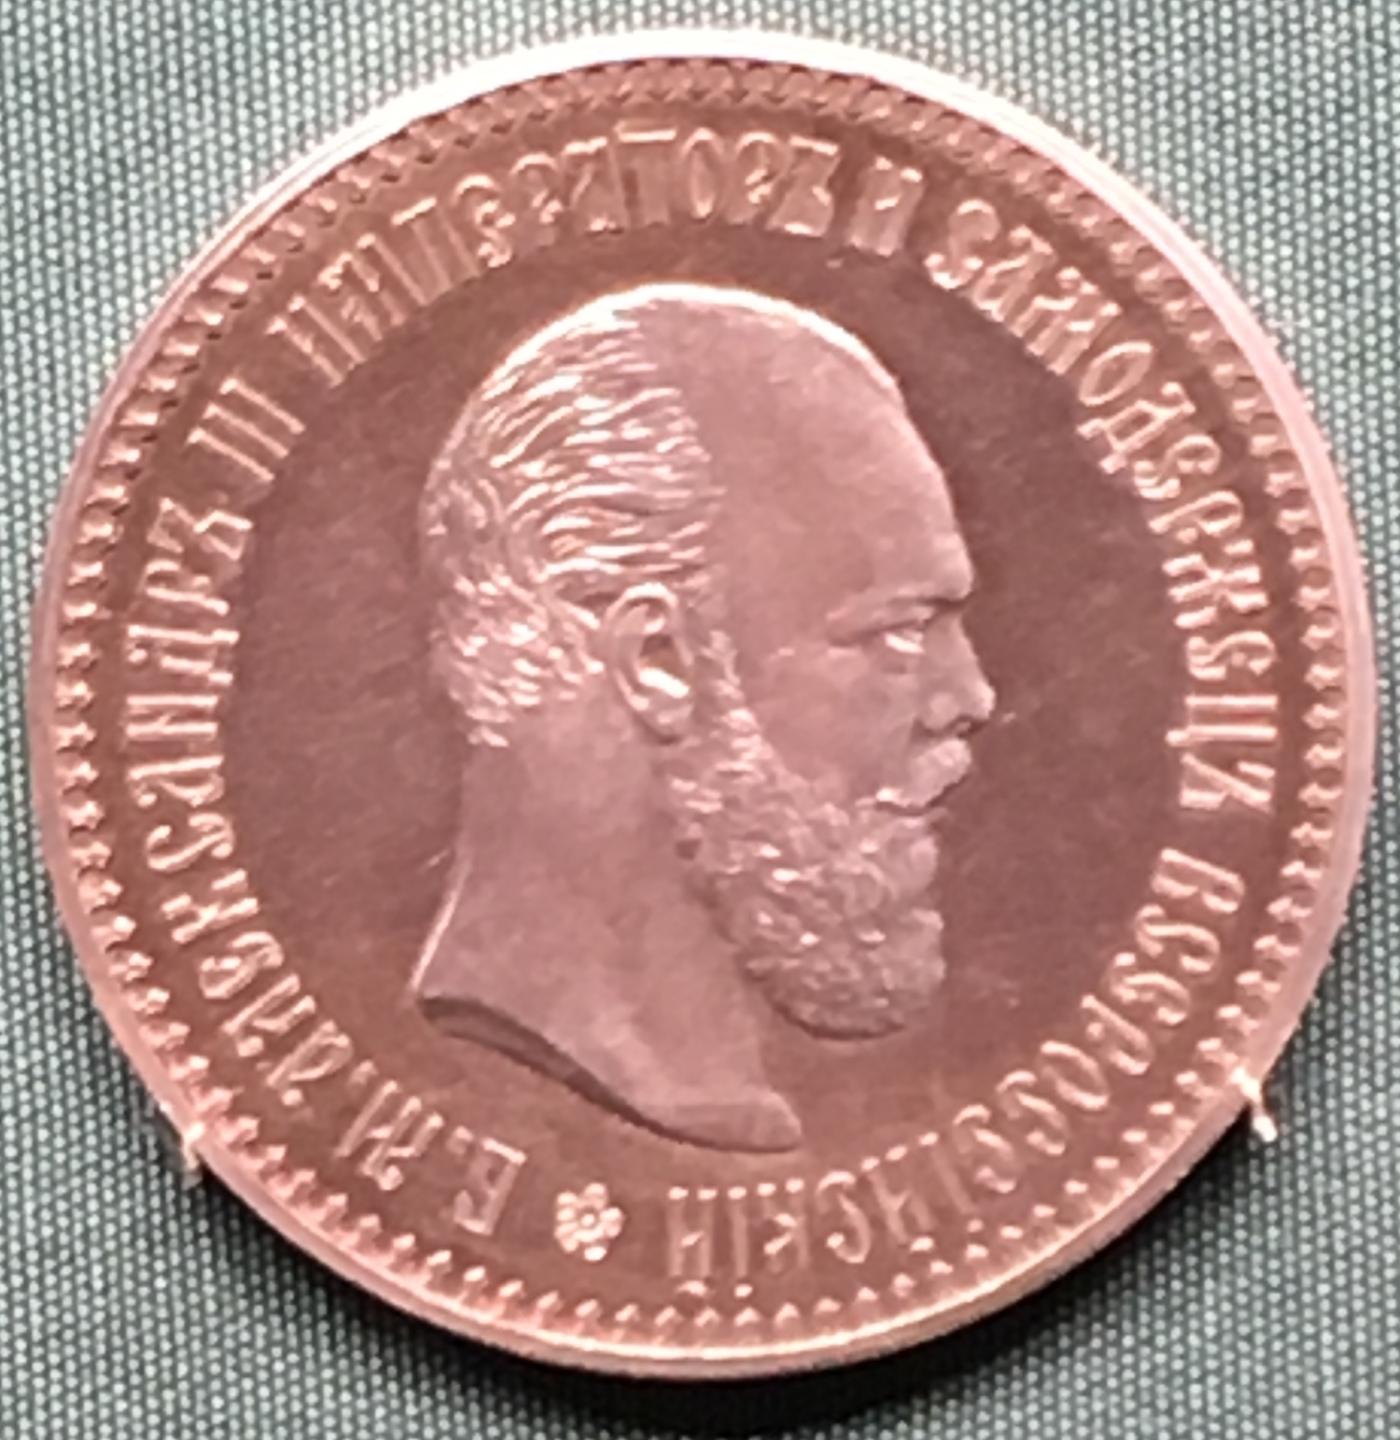 Е. М. АЛЕКСАНДРЪ III ИМПЕРАТОРЪ И САМОДЕРЖЕЦЪ ВСЕРОССІЙСКІЙ